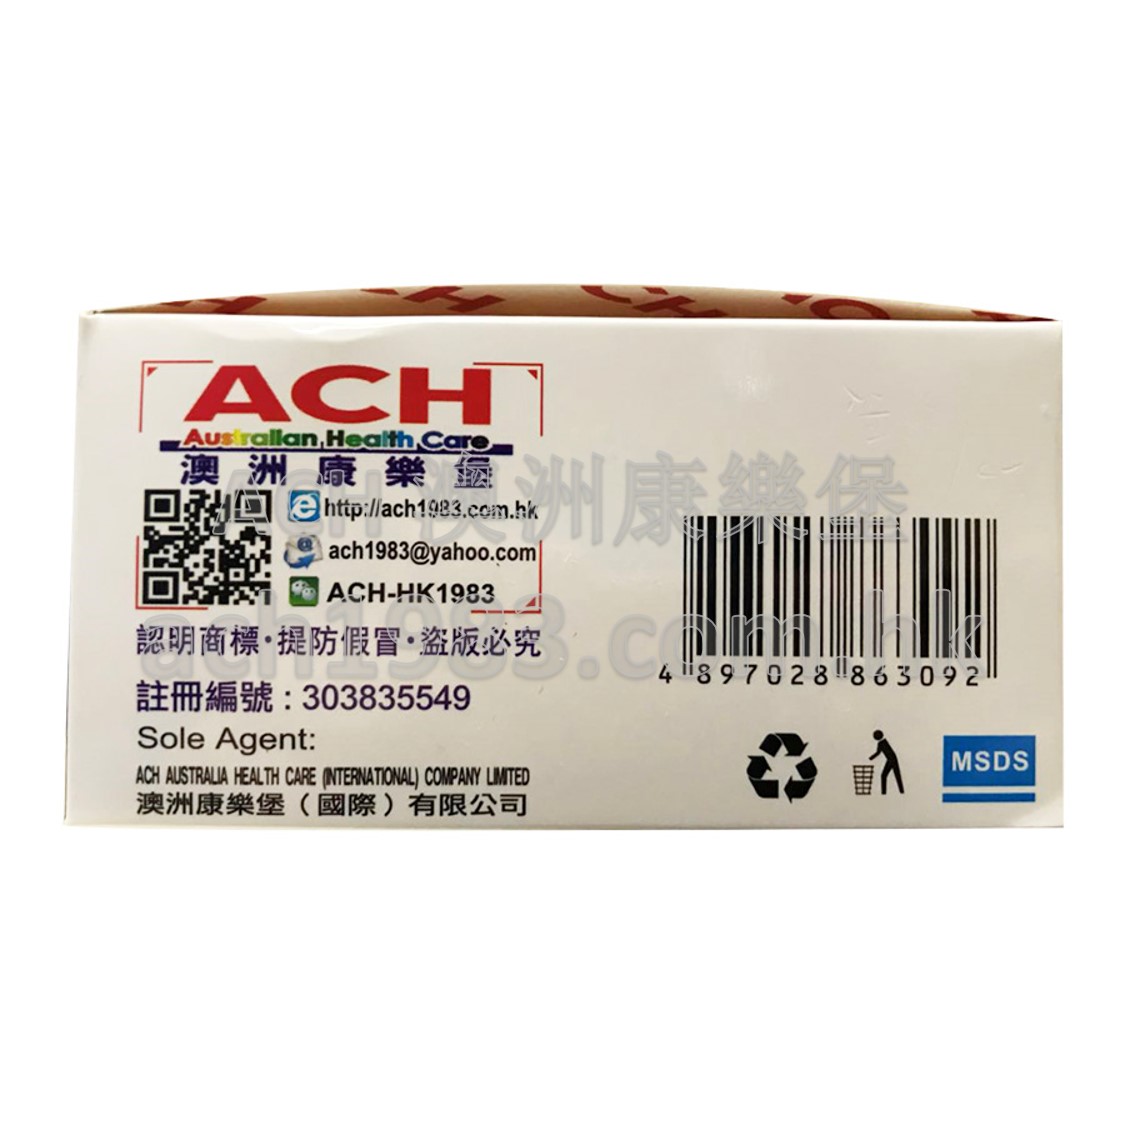 ACH
Australian Health Care
澳洲康樂堡
http://ach1983.com.hk
ach1983@yahoo.com
ACH-HK1983
認明商標·提防假冒·盜版必究
註冊編號：303835549
Sole Agent:
ACH AUSTRALIA HEALTH CARE (INTERNATIONAL) COMPANY LIMITED
澳洲康樂堡（國際）有限公司
4 897028 863092
MSDS
ACH 澳洲康樂堡
ach1983.com.hk